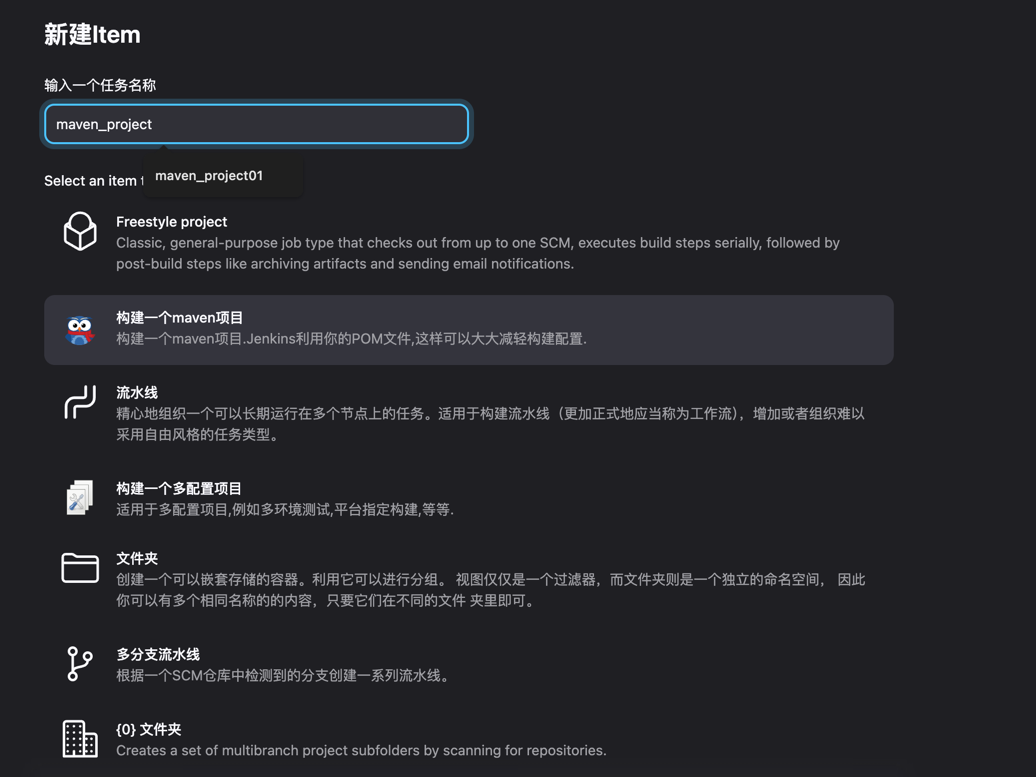 新建Item
输入一个任务名称
maven_project
maven_project01
Select an item
Freestyle project
Classic, general-purpose job type that checks out from up to one SCM, executes build steps serially, followed by
post-build steps like archiving artifacts and sending email notifications.
构建一个maven项目
构建一个maven项目.Jenkins利用你的POM文件,这样可以大大减轻构建配置.
流水线
精心地组织一个可以长期运行在多个节点上的任务。适用于构建流水线（更加正式地应当称为工作流），增加或者组织难以
采用自由风格的任务类型。
构建一个多配置项目
适用于多配置项目,例如多环境测试,平台指定构建,等等.
文件夹
创建一个可以嵌套存储的容器。利用它可以进行分组。 视图仅仅是一个过滤器，而文件夹则是一个独立的命名空间， 因此
你可以有多个相同名称的的内容，只要它们在不同的文件 夹里即可。
多分支流水线
根据一个SCM仓库中检测到的分支创建一系列流水线。
{0} 文件夹
Creates a set of multibranch project subfolders by scanning for repositories.